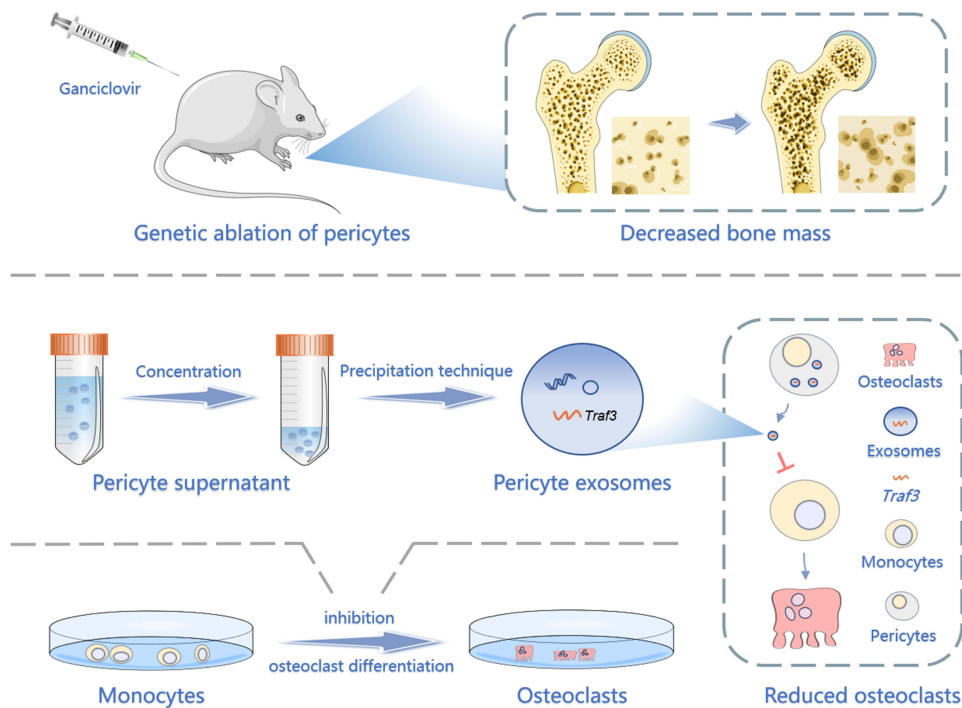 Ganciclovir
Genetic ablation of pericytes
Decreased bone mass
Concentration
Precipitation technique
Traf3
Pericyte supernatant
Pericyte exosomes
Osteoclasts
Exosomes
Traf3
Monocytes
Pericytes
Reduced osteoclasts
inhibition
osteoclast differentiation
Monocytes
Osteoclasts